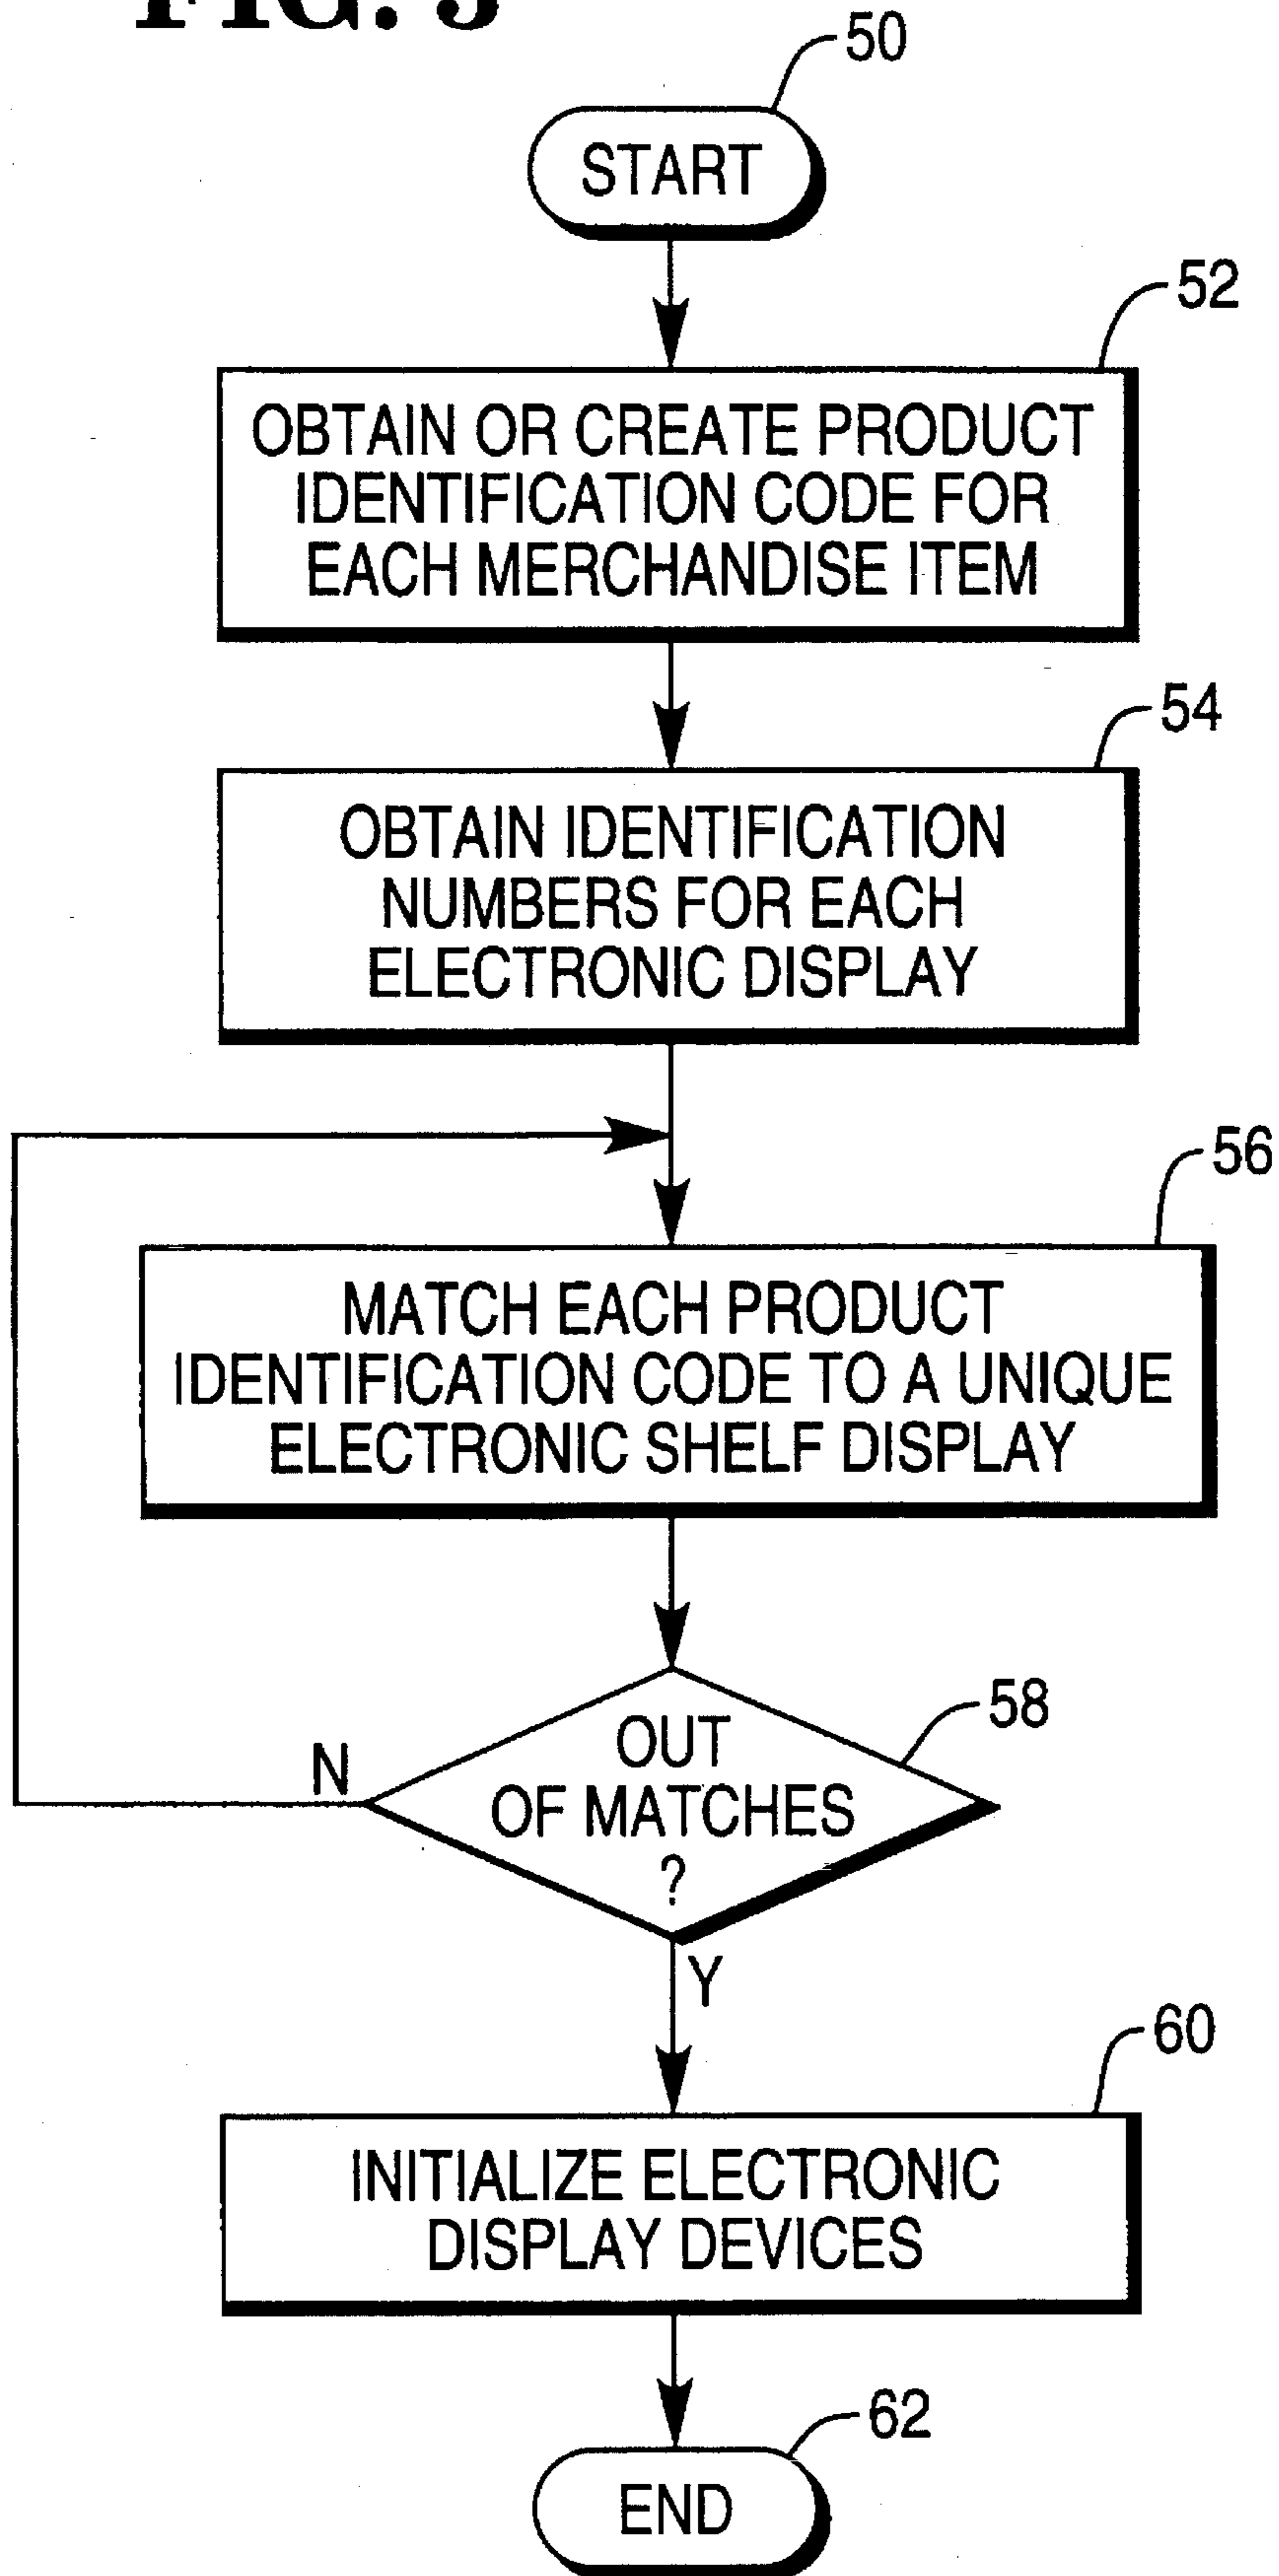 50
START
52
OBTAIN OR CREATE PRODUCT
IDENTIFICATION CODE FOR
EACH MERCHANDISE ITEM
54
OBTAIN IDENTIFICATION
NUMBERS FOR EACH
ELECTRONIC DISPLAY
56
MATCH EACH PRODUCT
IDENTIFICATION CODE TO A UNIQUE
ELECTRONIC SHELF DISPLAY
58
OUT
OF MATCHES
?
N
Y
60
INITIALIZE ELECTRONIC
DISPLAY DEVICES
62
END